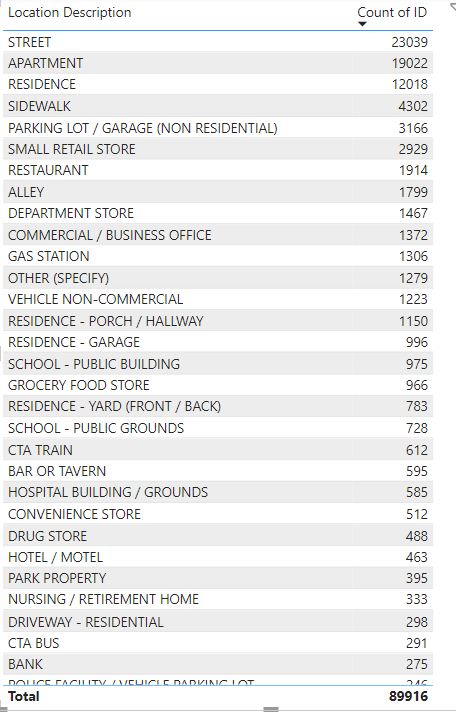 Location Description Count of ID
STREET 23039
APARTMENT 19022
RESIDENCE 12018
SIDEWALK 4302
PARKING LOT / GARAGE (NON RESIDENTIAL) 3166
SMALL RETAIL STORE 2929
RESTAURANT 1914
ALLEY 1799
DEPARTMENT STORE 1467
COMMERCIAL / BUSINESS OFFICE 1372
GAS STATION 1306
OTHER (SPECIFY) 1279
VEHICLE NON-COMMERCIAL 1223
RESIDENCE - PORCH / HALLWAY 1150
RESIDENCE - GARAGE 996
SCHOOL - PUBLIC BUILDING 975
GROCERY FOOD STORE 966
RESIDENCE - YARD (FRONT / BACK) 783
SCHOOL - PUBLIC GROUNDS 728
CTA TRAIN 612
BAR OR TAVERN 595
HOSPITAL BUILDING / GROUNDS 585
CONVENIENCE STORE 512
DRUG STORE 488
HOTEL / MOTEL 463
PARK PROPERTY 395
NURSING / RETIREMENT HOME 333
DRIVEWAY - RESIDENTIAL 298
CTA BUS 291
BANK 275
POLICE FACILITY / VEHICLE PARKING LOT 246
Total 89916